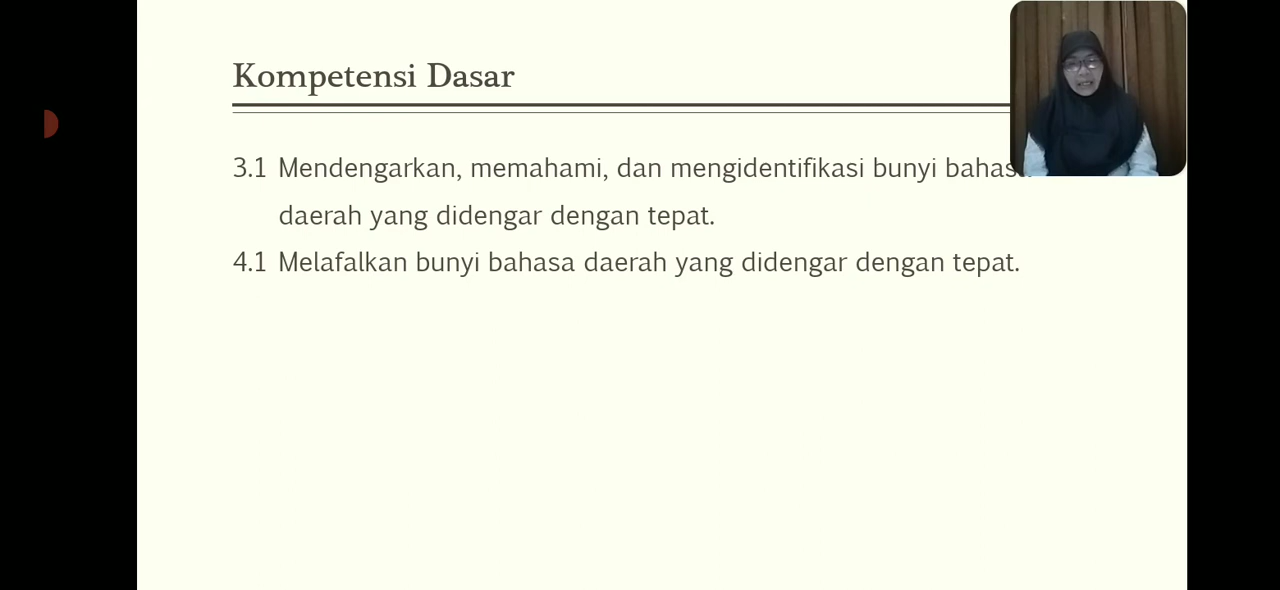 Kompetensi Dasar
3.1 Mendengarkan, memahami, dan mengidentifikasi bunyi bahasa
daerah yang didengar dengan tepat.
4.1 Melafalkan bunyi bahasa daerah yang didengar dengan tepat.